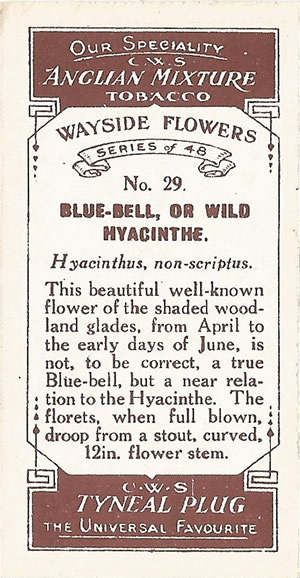 Our Speciality
C.W.S
Anglian Mixture
Tobacco
Wayside Flowers
Series of 48
No. 29.
BLUE-BELL, OR WILD
HYACINTHE.
Hyacinthus, non-scriptus.
This beautiful well-known
flower of the shaded wood-
land glades, from April to
the early days of June, is
not, to be correct, a true
Blue-bell, but a near rela-
tion to the Hyacinthe. The
florets, when full blown,
droop from a stout, curved,
12in. flower stem.
C.W.S
Tyneal Plug
The Universal Favourite